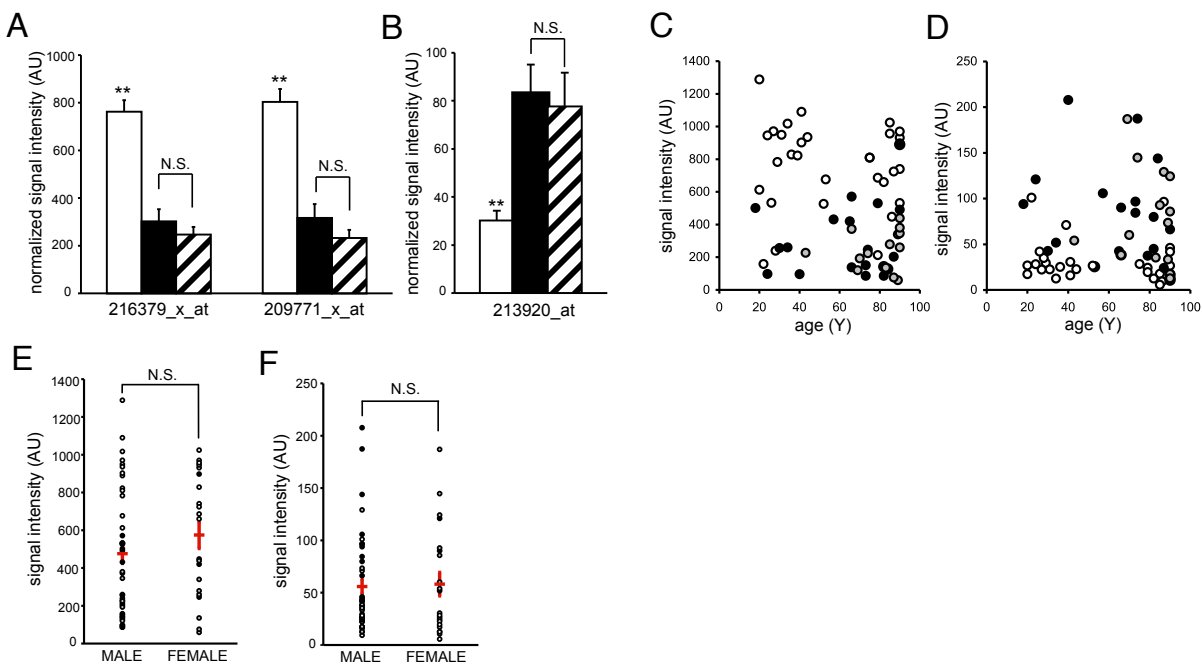 A
normalized signal intensity (AU)
1000
800
600
400
200
0
**
N.S.
**
N.S.
216379_x_at
209771_x_at
B
normalized signal intensity (AU)
100
80
60
40
20
0
**
N.S.
213920_at
C
signal intensity (AU)
1400
1200
1000
800
600
400
200
0
0
20
40
60
80
100
age (Y)
D
signal intensity (AU)
250
200
150
100
50
0
0
20
40
60
80
100
age (Y)
E
signal intensity (AU)
1400
1200
1000
800
600
400
200
0
N.S.
MALE FEMALE
F
signal intensity (AU)
250
200
150
100
50
0
N.S.
MALE FEMALE